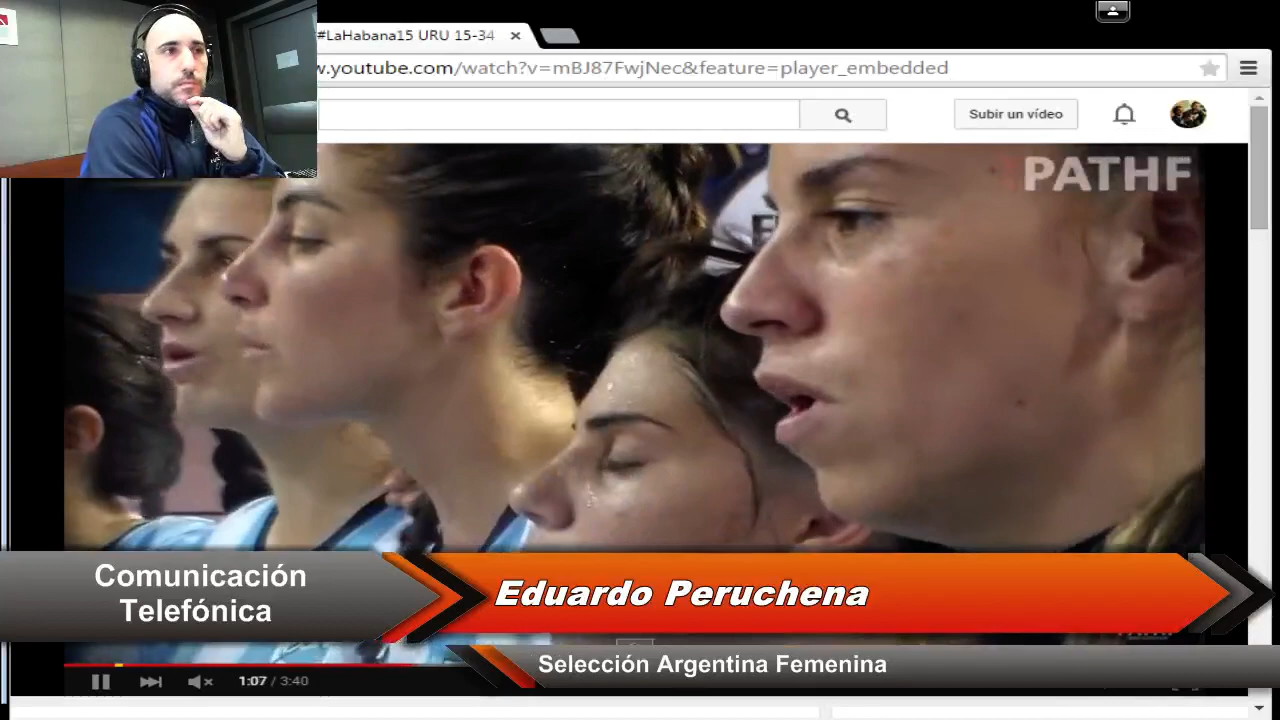 #LaHabana15 URU 15-34
w.youtube.com/watch?v=mBJ87FwjNec&feature=player_embedded
Subir un vídeo
PATHF
Comunicación
Telefónica
Eduardo Peruchena
Selección Argentina Femenina
1:07 / 3:40